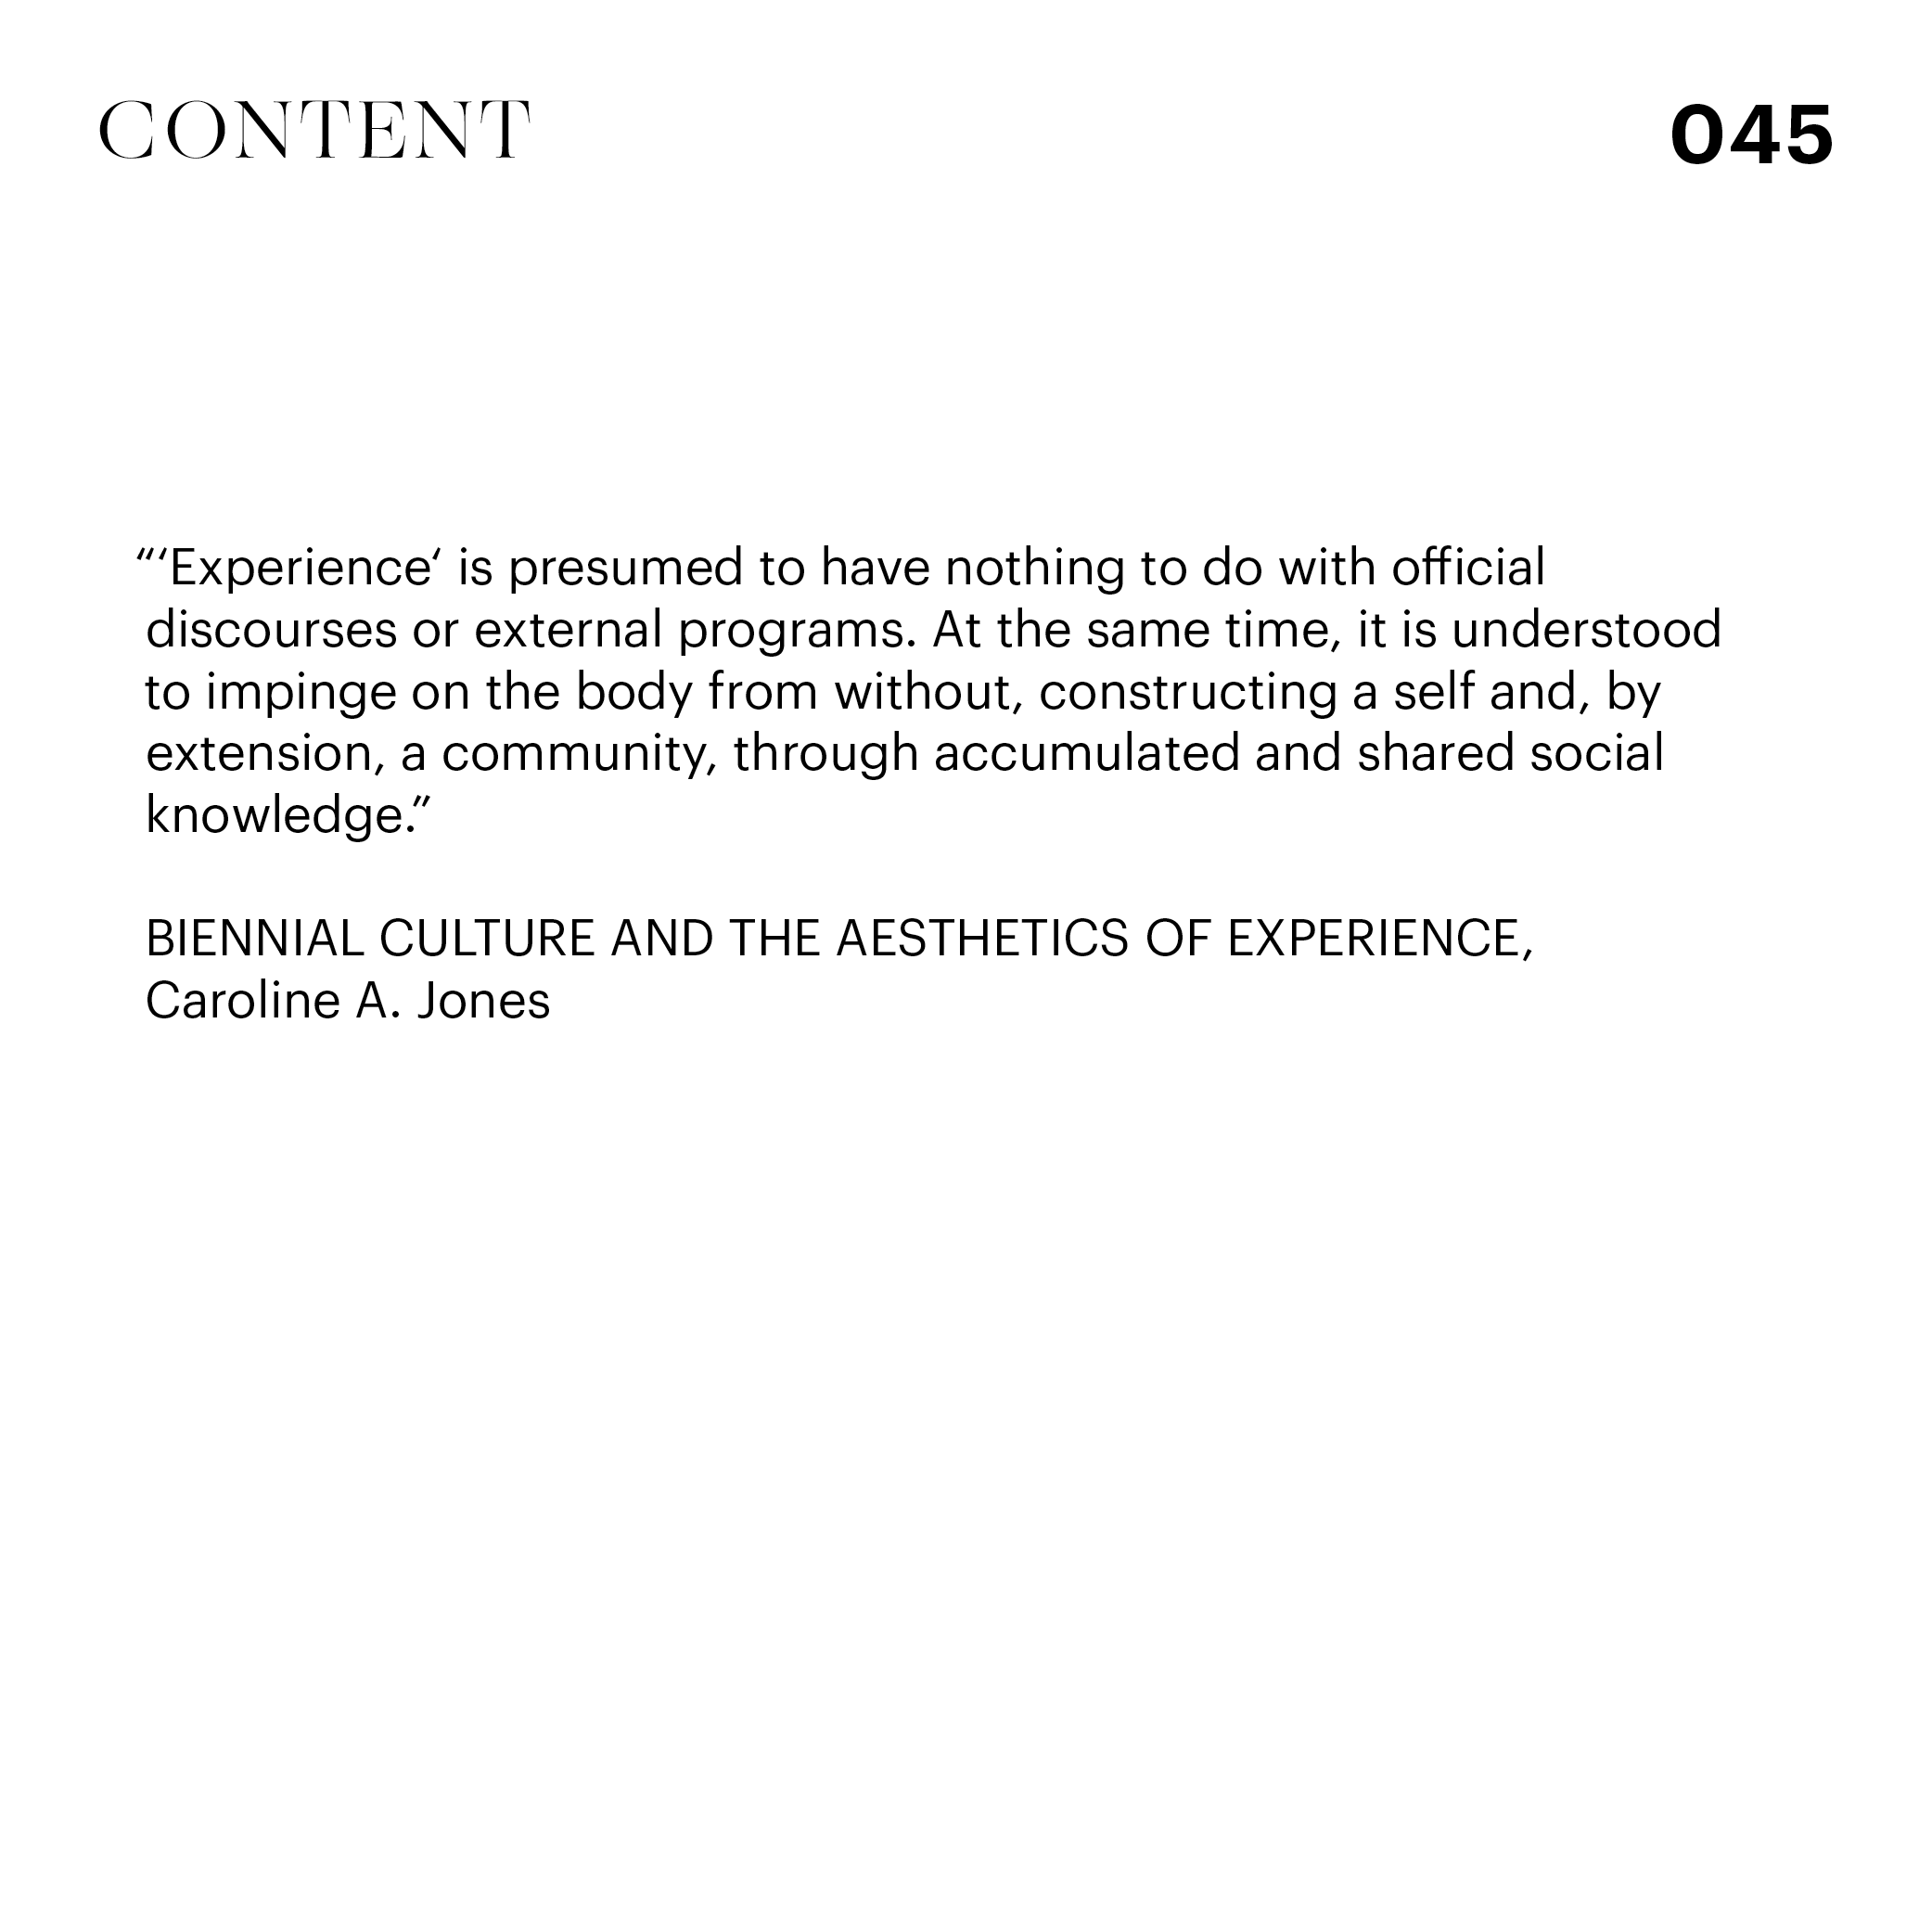 CONTENT
045
“‘Experience‘ is presumed to have nothing to do with official
discourses or external programs. At the same time, it is understood
to impinge on the body from without, constructing a self and, by
extension, a community, through accumulated and shared social
knowledge.”
BIENNIAL CULTURE AND THE AESTHETICS OF EXPERIENCE,
Caroline A. Jones